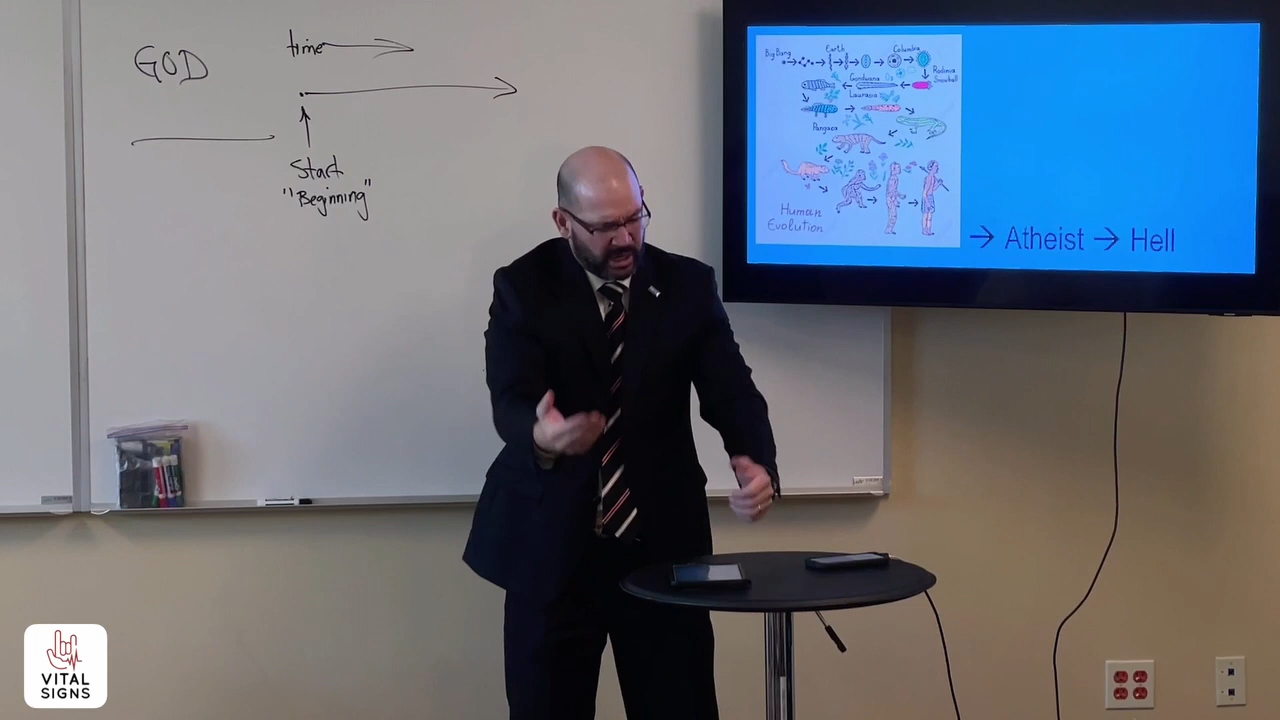 GOD
time
Start
"Beginning"
Big Bang
Earth
Columbia
Rodinia
Snowball
Gondwana O₂
Laurasia
Pangaea
Human
Evolution
→ Atheist → Hell
VITAL
SIGNS